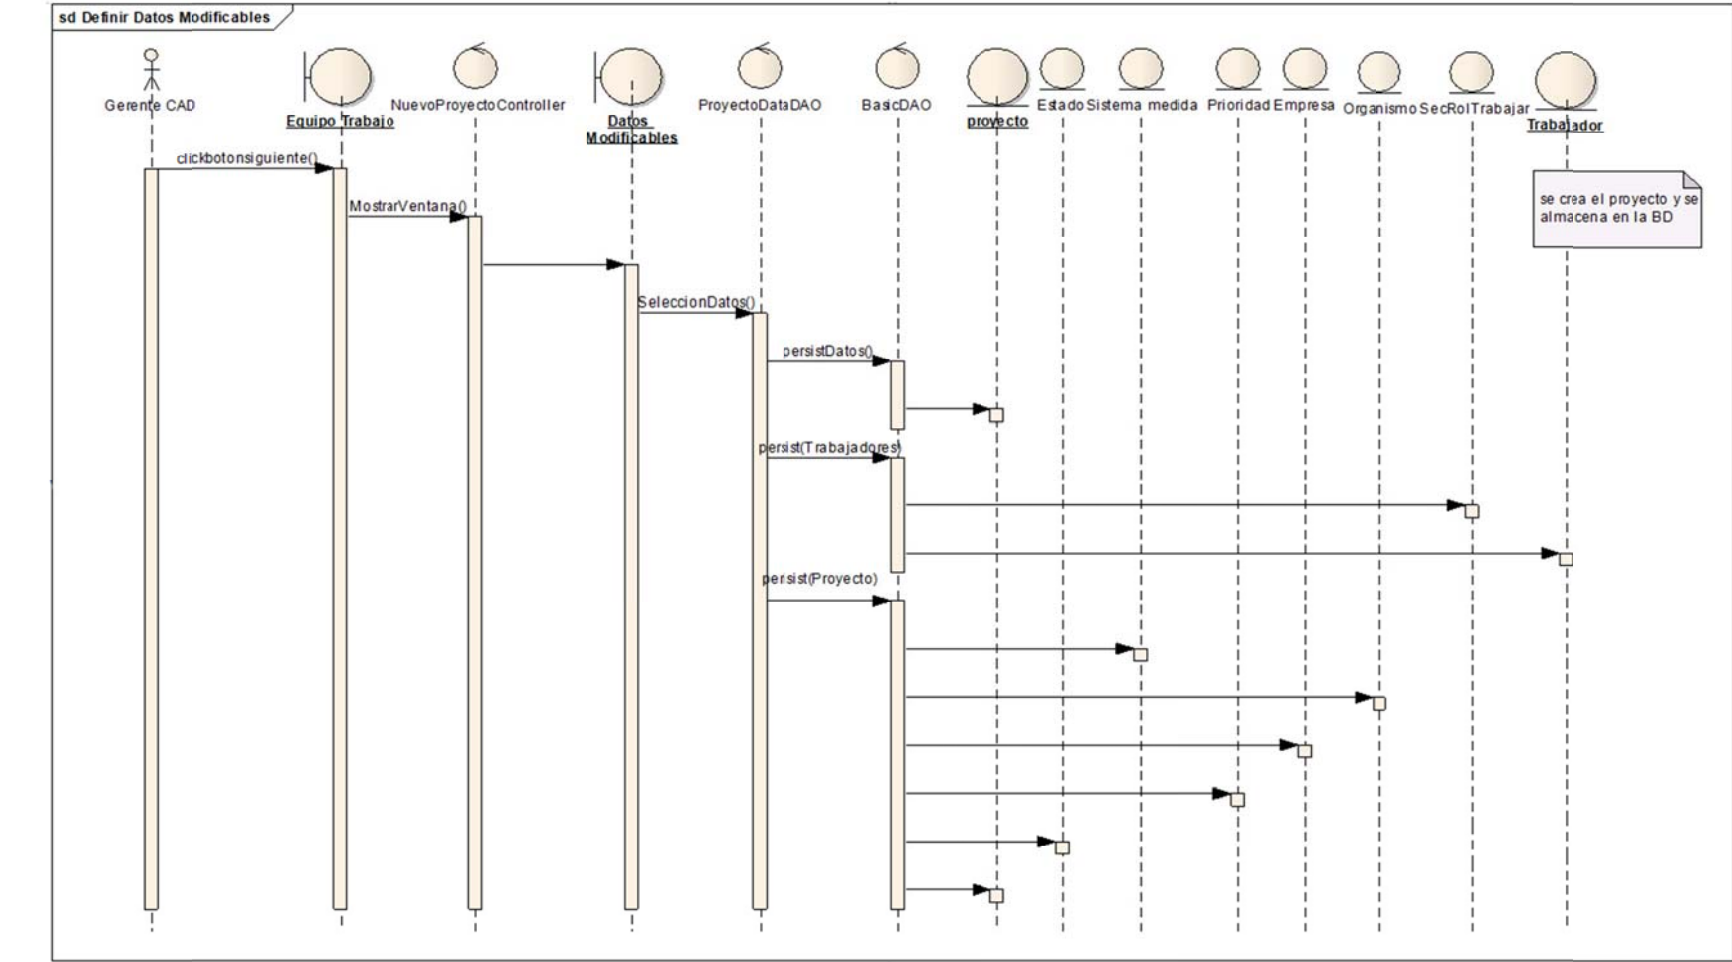 sd Definir Datos Modificables
Gerente CAD
Equipo Trabajo
NuevoProyectoController
Datos
Modificables
ProyectoDataDAO
BasicDAO
proyecto
Estado
Sistema medida
Prioridad
Empresa
Organismo
SecRolTrabajar
Trabajador
clickbotonsiguiente()
se crea el proyecto y se
almacena en la BD
MostrarVentana()
SeleccionDatos()
persistDatos()
persist(Trabajadores)
persist(Proyecto)